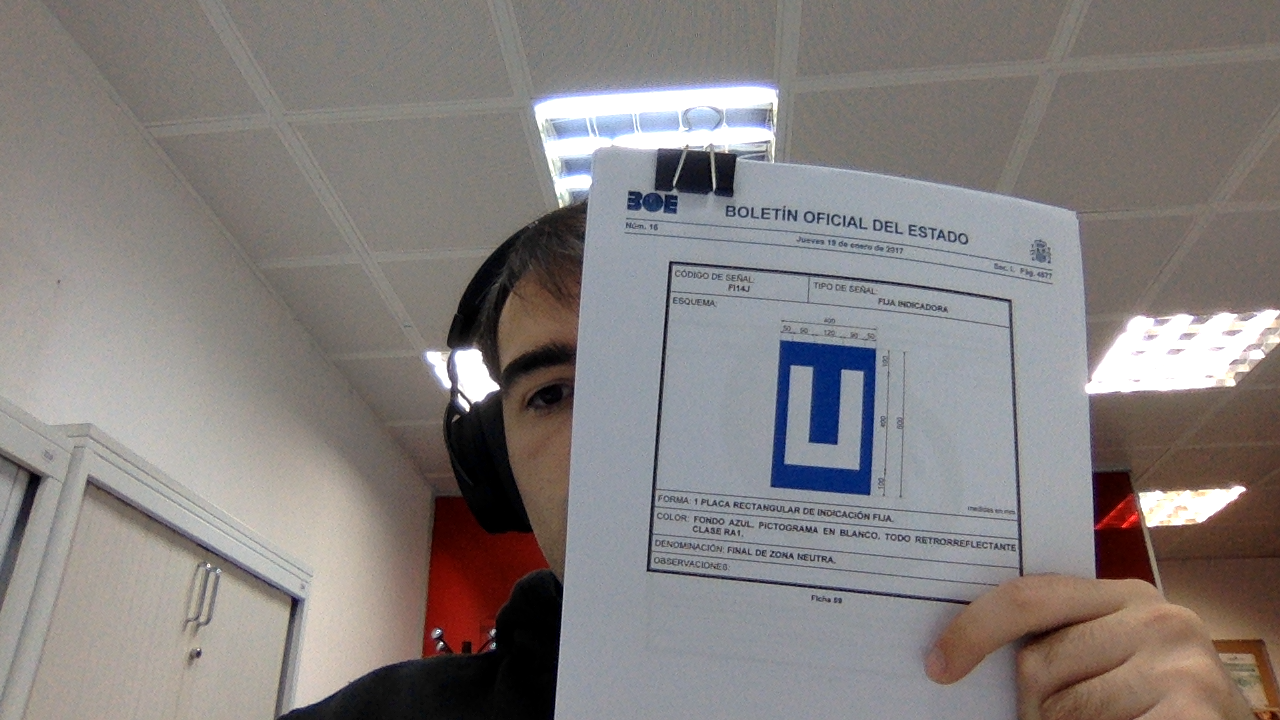 BOE
BOLETÍN OFICIAL DEL ESTADO
Núm. 16
Jueves 19 de enero de 2017
Sec. I. Pág. 4877
CÓDIGO DE SEÑAL:
FI14J
TIPO DE SEÑAL:
FIJA INDICADORA
ESQUEMA:
400
50 90 120 90 50
100
400
600
100
medidas en mm
FORMA: 1 PLACA RECTANGULAR DE INDICACIÓN FIJA.
COLOR: FONDO AZUL, PICTOGRAMA EN BLANCO, TODO RETRORREFLECTANTE
CLASE RA1.
DENOMINACIÓN: FINAL DE ZONA NEUTRA.
OBSERVACIONES:
Ficha 59